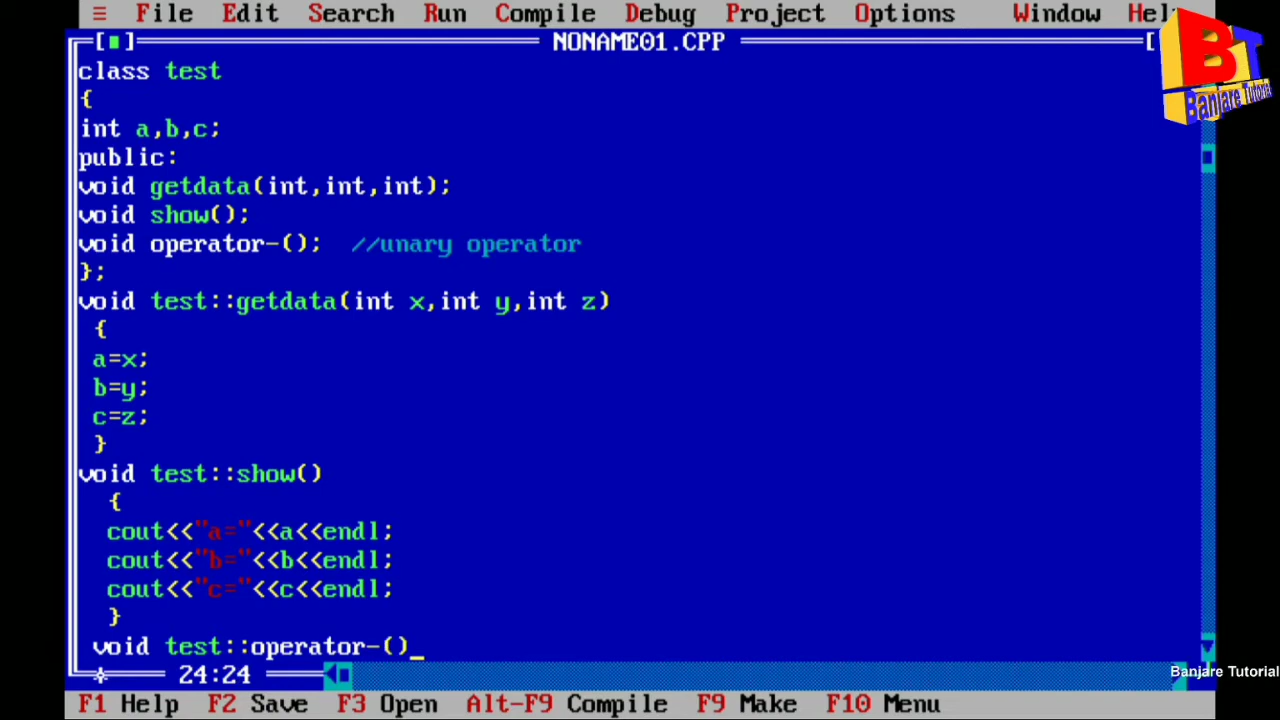 ≡ File Edit Search Run Compile Debug Project Options Window Hel
[■] NONAME01.CPP [
BT
Banjare Tutorial
class test
{
int a,b,c;
public:
void getdata(int,int,int);
void show();
void operator-(); //unary operator
};
void test::getdata(int x,int y,int z)
{
a=x;
b=y;
c=z;
}
void test::show()
{
cout<<"a="<<a<<endl;
cout<<"b="<<b<<endl;
cout<<"c="<<c<<endl;
}
void test::operator-()_
24:24
Banjare Tutorial
F1 Help F2 Save F3 Open Alt-F9 Compile F9 Make F10 Menu